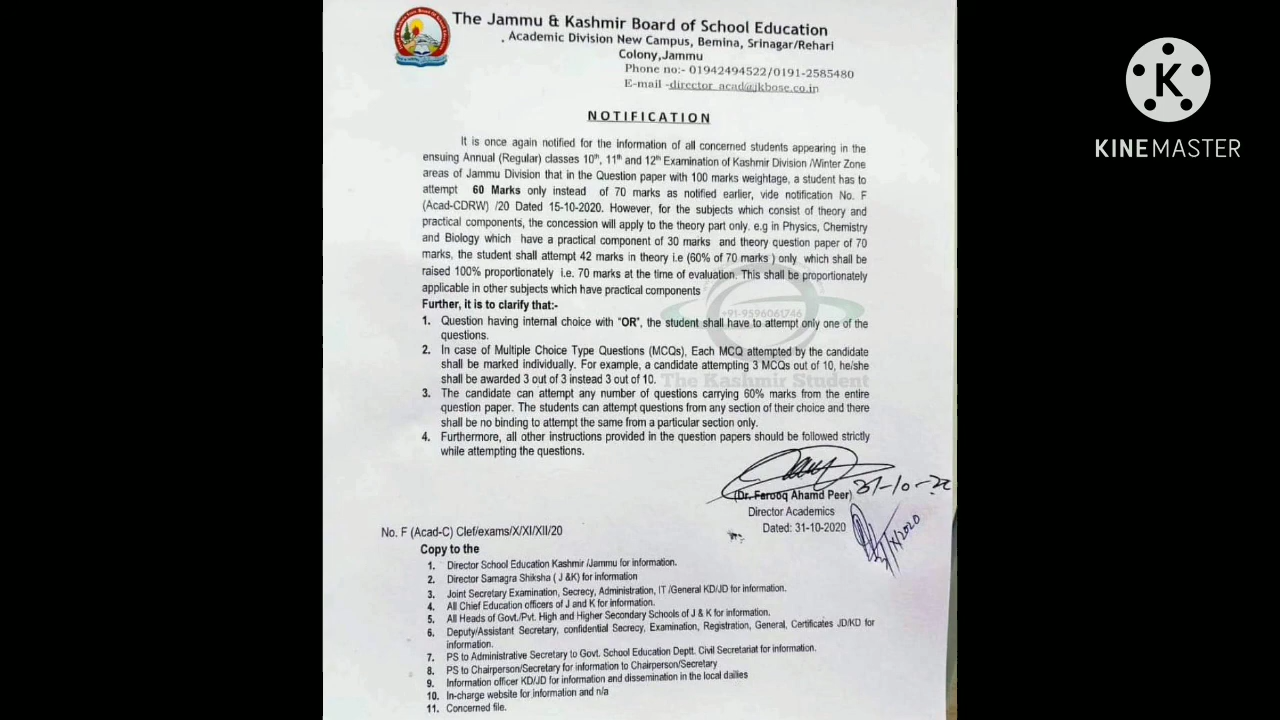 The Jammu & Kashmir Board of School Education
Academic Division New Campus, Bemina, Srinagar/Rehari
Colony,Jammu
Phone no:- 01942494522/0191-2585480
E-mail -director_acad@jkbose.co.in
NOTIFICATION
It is once again notified for the information of all concerned students appearing in the
ensuing Annual (Regular) classes 10th, 11th and 12th Examination of Kashmir Division /Winter Zone
areas of Jammu Division that in the Question paper with 100 marks weightage, a student has to
attempt 60 Marks only instead of 70 marks as notified earlier, vide notification No. F
(Acad-CDRW) /20 Dated 15-10-2020. However, for the subjects which consist of theory and
practical components, the concession will apply to the theory part only. e.g in Physics, Chemistry
and Biology which have a practical component of 30 marks and theory question paper of 70
marks, the student shall attempt 42 marks in theory i.e (60% of 70 marks ) only which shall be
raised 100% proportionately i.e. 70 marks at the time of evaluation. This shall be proportionately
applicable in other subjects which have practical components
Further, it is to clarify that:-
1. Question having internal choice with "OR", the student shall have to attempt only one of the
questions.
2. In case of Multiple Choice Type Questions (MCQs), Each MCQ attempted by the candidate
shall be marked individually. For example, a candidate attempting 3 MCQs out of 10, he/she
shall be awarded 3 out of 3 instead 3 out of 10.
3. The candidate can attempt any number of questions carrying 60% marks from the entire
question paper. The students can attempt questions from any section of their choice and there
shall be no binding to attempt the same from a particular section only.
4. Furthermore, all other instructions provided in the question papers should be followed strictly
while attempting the questions.
+91-9596061746
The Kashmir Student
31-10-20
(Dr. Farooq Ahamd Peer)
Director Academics
Dated: 31-10-2020
No. F (Acad-C) Clef/exams/X/XI/XII/20
Copy to the
1. Director School Education Kashmir /Jammu for information.
2. Director Samagra Shiksha ( J &K) for information
3. Joint Secretary Examination, Secrecy, Administration, IT /General KD/JD for information.
4. All Chief Education officers of J and K for information.
5. All Heads of Govt./Pvt. High and Higher Secondary Schools of J & K for information.
6. Deputy/Assistant Secretary, confidential Secrecy, Examination, Registration, General, Certificates JD/KD for
information.
7. PS to Administrative Secretary to Govt. School Education Deptt. Civil Secretariat for information.
8. PS to Chairperson/Secretary for information to Chairperson/Secretary
9. Information officer KD/JD for information and dissemination in the local dailies
10. In-charge website for information and n/a
11. Concerned file.
K
KINEMASTER